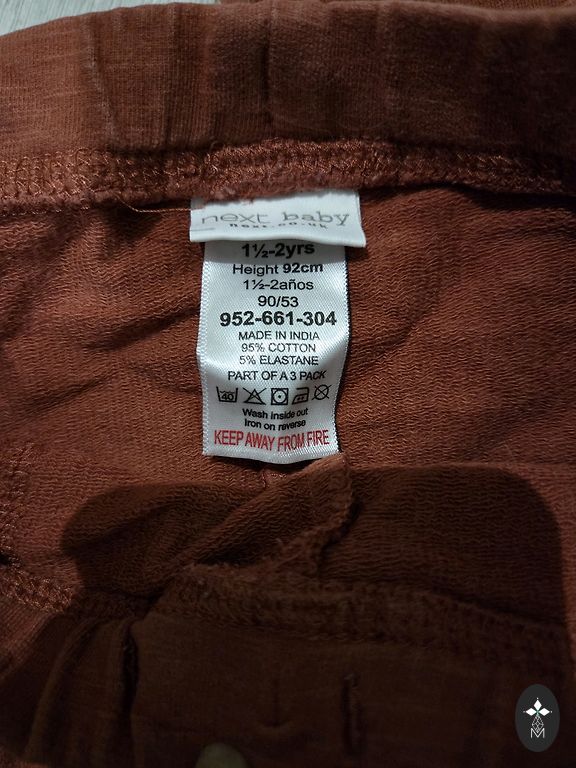 next baby
next.co.uk
1½-2yrs
Height 92cm
1½-2años
90/53
952-661-304
MADE IN INDIA
95% COTTON
5% ELASTANE
PART OF A 3 PACK
40
Wash inside out
Iron on reverse
KEEP AWAY FROM FIRE
M